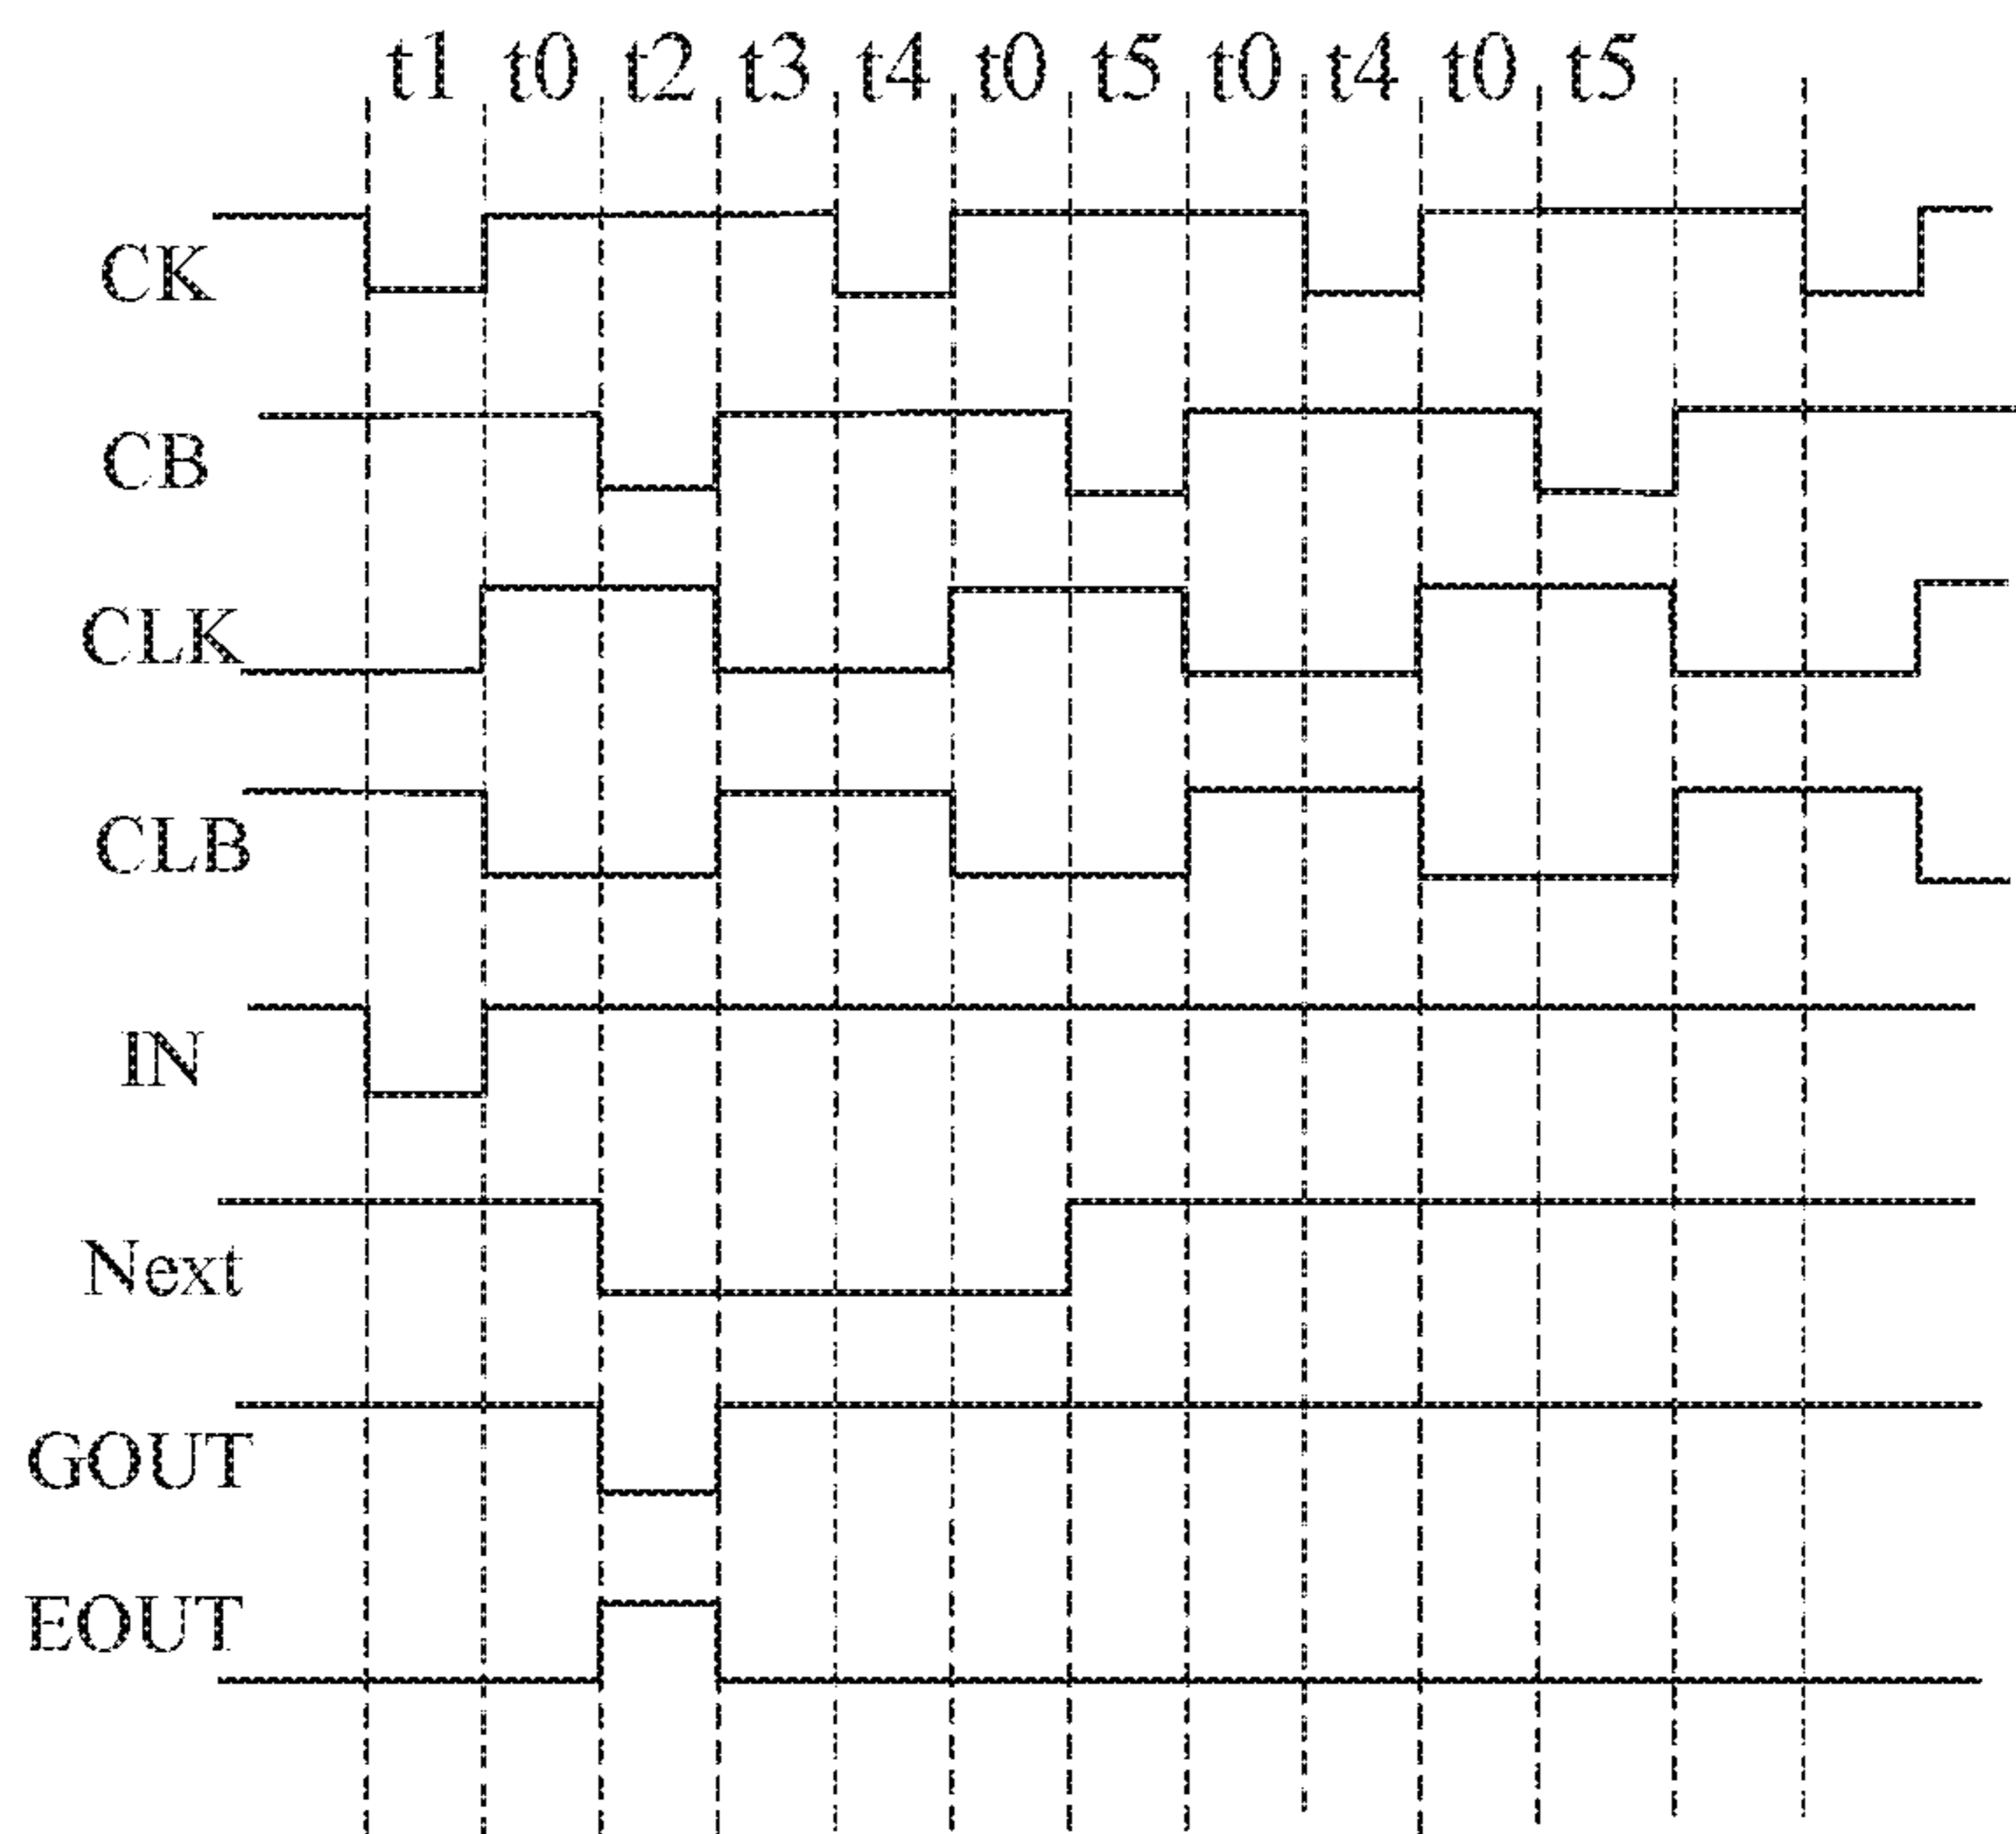 t1 t0 t2 t3 t4 t0 t5 t0 t4 t0 t5
CK
CB
CLK
CLB
IN
Next
GOUT
EOUT